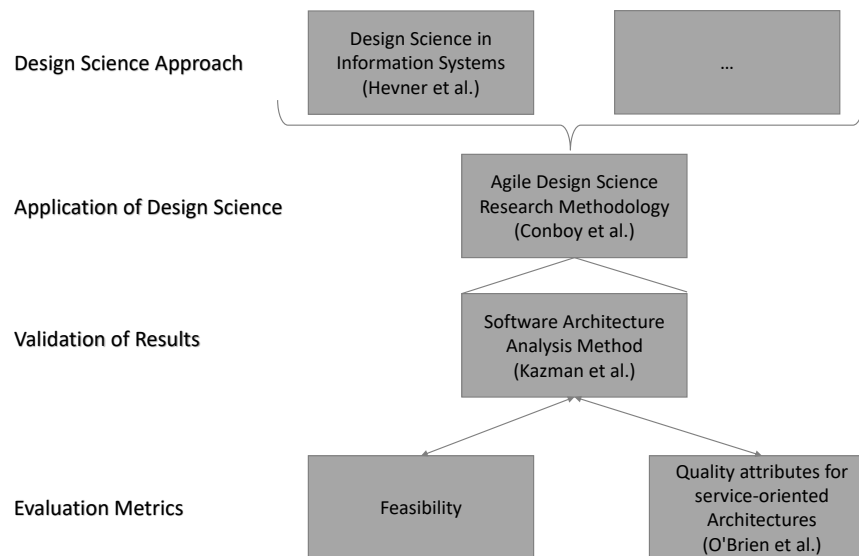 Design Science Approach
Design Science in
Information Systems
(Hevner et al.)
...
Application of Design Science
Agile Design Science
Research Methodology
(Conboy et al.)
Validation of Results
Software Architecture
Analysis Method
(Kazman et al.)
Evaluation Metrics
Feasibility
Quality attributes for
service-oriented
Architectures
(O'Brien et al.)